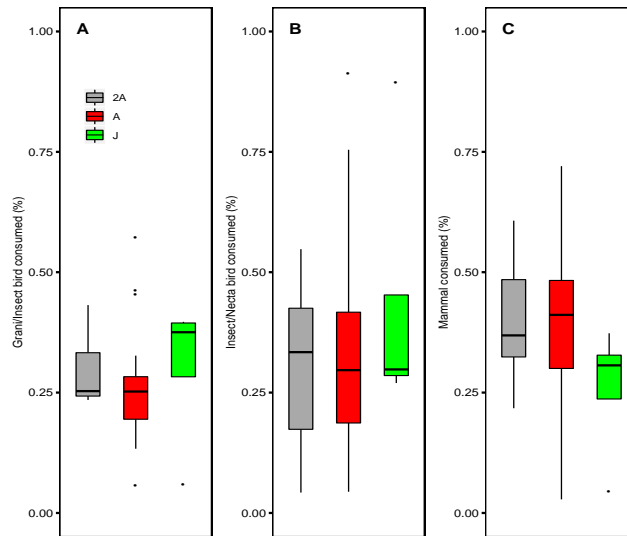 A
B
C
1.00
0.75
0.50
0.25
0.00
Grani/Insect bird consumed (%)
2A
A
J
1.00
0.75
0.50
0.25
0.00
Insect/Necta bird consumed (%)
1.00
0.75
0.50
0.25
0.00
Mammal consumed (%)